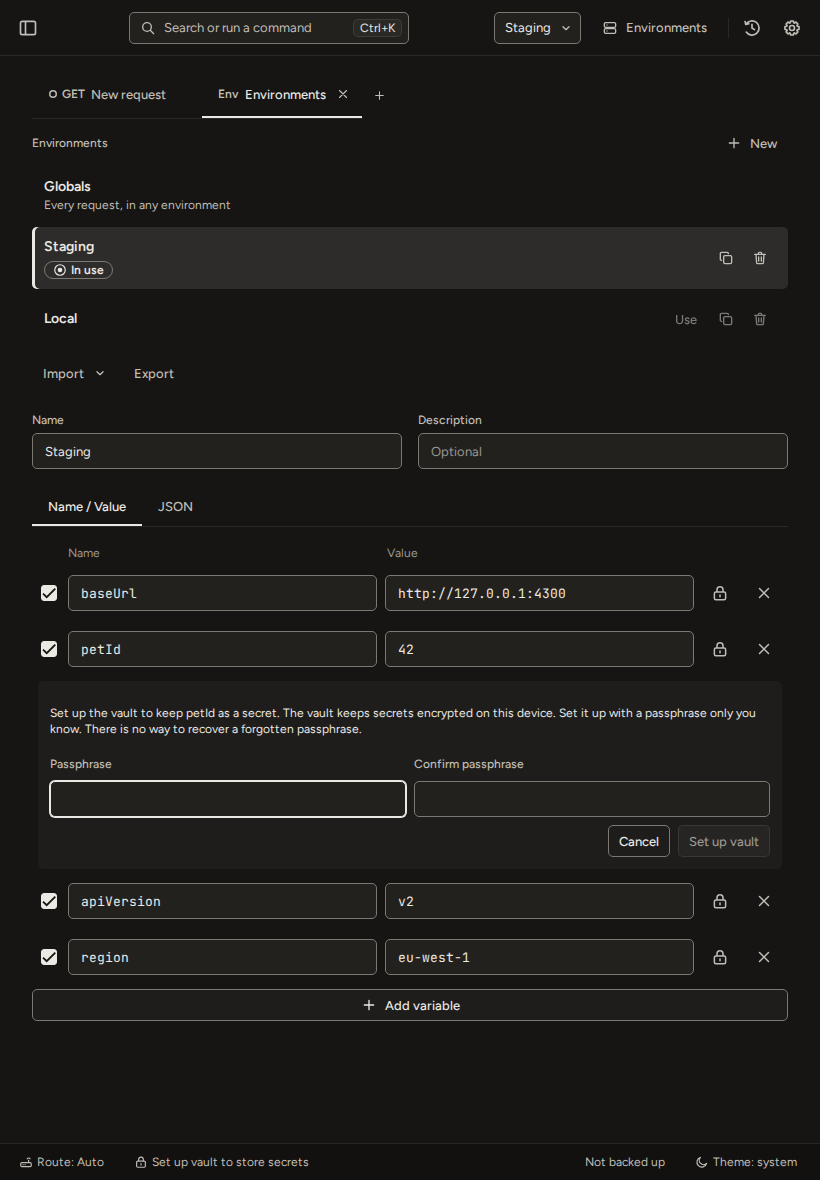 Search or run a command Ctrl+K Staging Environments
GET New request Env Environments
Environments New
Globals
Every request, in any environment
Staging
In use
Local Use
Import Export
Name Description
Staging Optional
Name / Value JSON
Name Value
baseUrl http://127.0.0.1:4300
petId 42
Set up the vault to keep petId as a secret. The vault keeps secrets encrypted on this device. Set it up with a passphrase only you
know. There is no way to recover a forgotten passphrase.
Passphrase Confirm passphrase
Cancel Set up vault
apiVersion v2
region eu-west-1
Add variable
Route: Auto Set up vault to store secrets Not backed up Theme: system